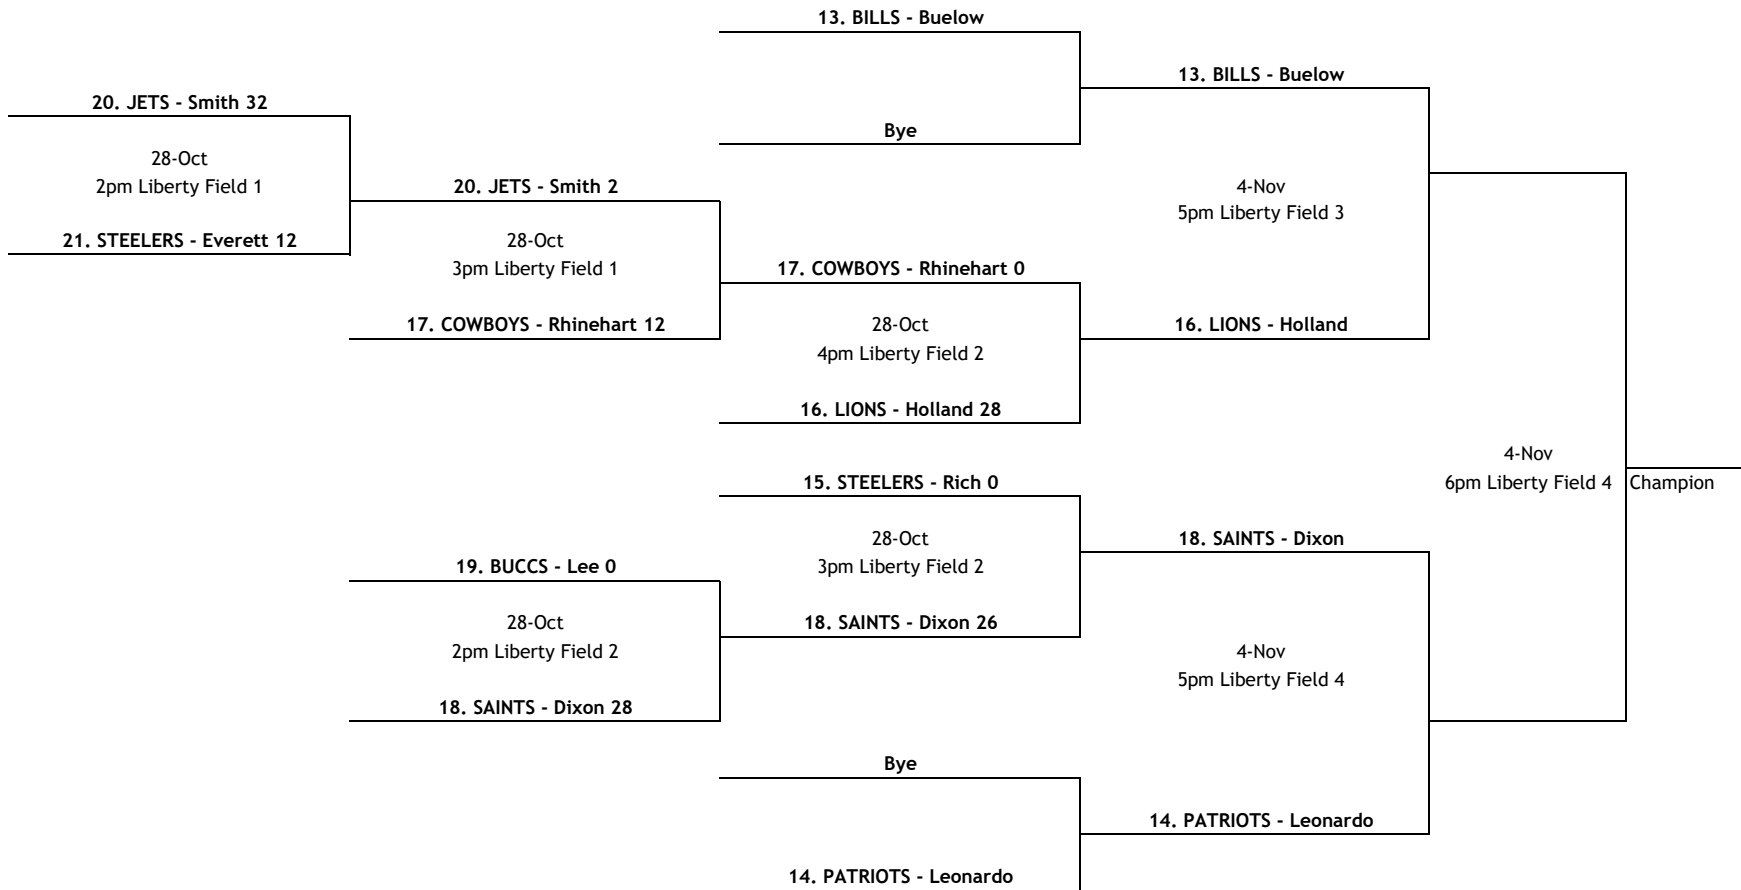 13. BILLS - Buelow
13. BILLS - Buelow
20. JETS - Smith 32
Bye
28-Oct
2pm Liberty Field 1
20. JETS - Smith 2
4-Nov
5pm Liberty Field 3
21. STEELERS - Everett 12
28-Oct
3pm Liberty Field 1
17. COWBOYS - Rhinehart 0
17. COWBOYS - Rhinehart 12
28-Oct
4pm Liberty Field 2
16. LIONS - Holland
16. LIONS - Holland 28
4-Nov
6pm Liberty Field 4
Champion
15. STEELERS - Rich 0
28-Oct
3pm Liberty Field 2
18. SAINTS - Dixon
19. BUCCS - Lee 0
28-Oct
2pm Liberty Field 2
18. SAINTS - Dixon 26
4-Nov
5pm Liberty Field 4
18. SAINTS - Dixon 28
Bye
14. PATRIOTS - Leonardo
14. PATRIOTS - Leonardo